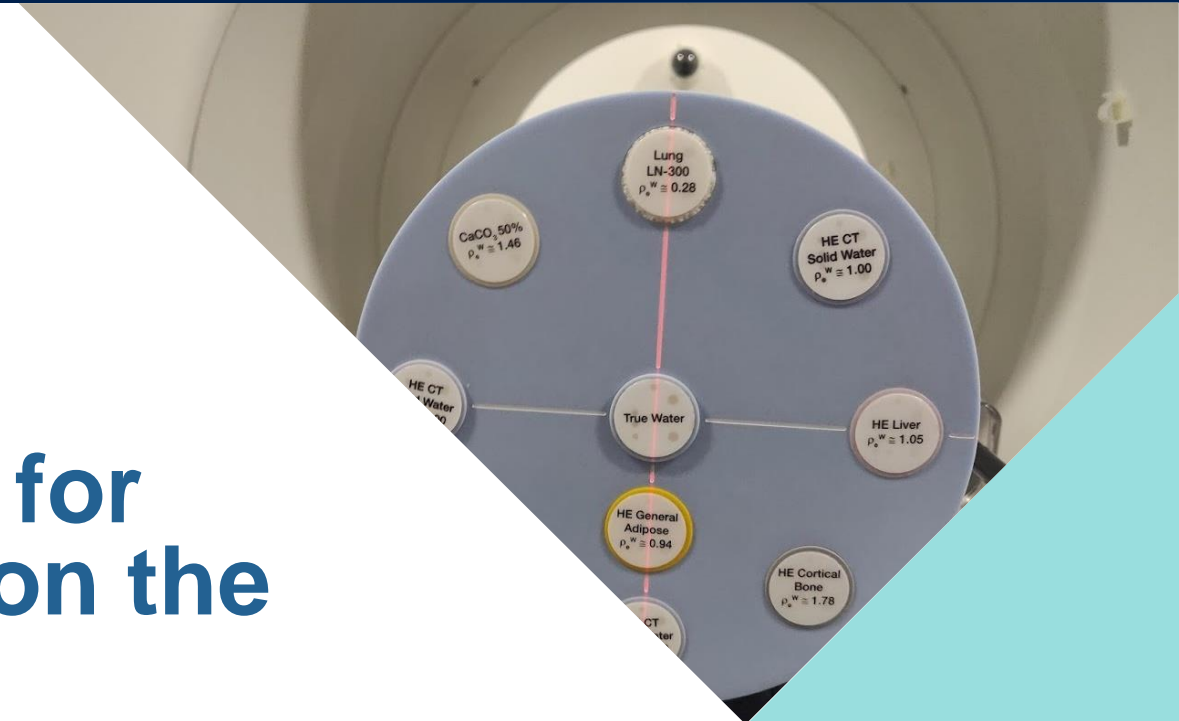 Lung
LN-300
ρₑʷ ≅ 0.28
CaCO₃ 50%
ρₑʷ ≅ 1.46
HE CT
Solid Water
ρₑʷ ≅ 1.00
HE CT
Water
True Water
HE Liver
ρₑʷ ≅ 1.05
for
on the
HE General
Adipose
ρₑʷ ≅ 0.94
HE Cortical
Bone
ρₑʷ ≅ 1.78
CT